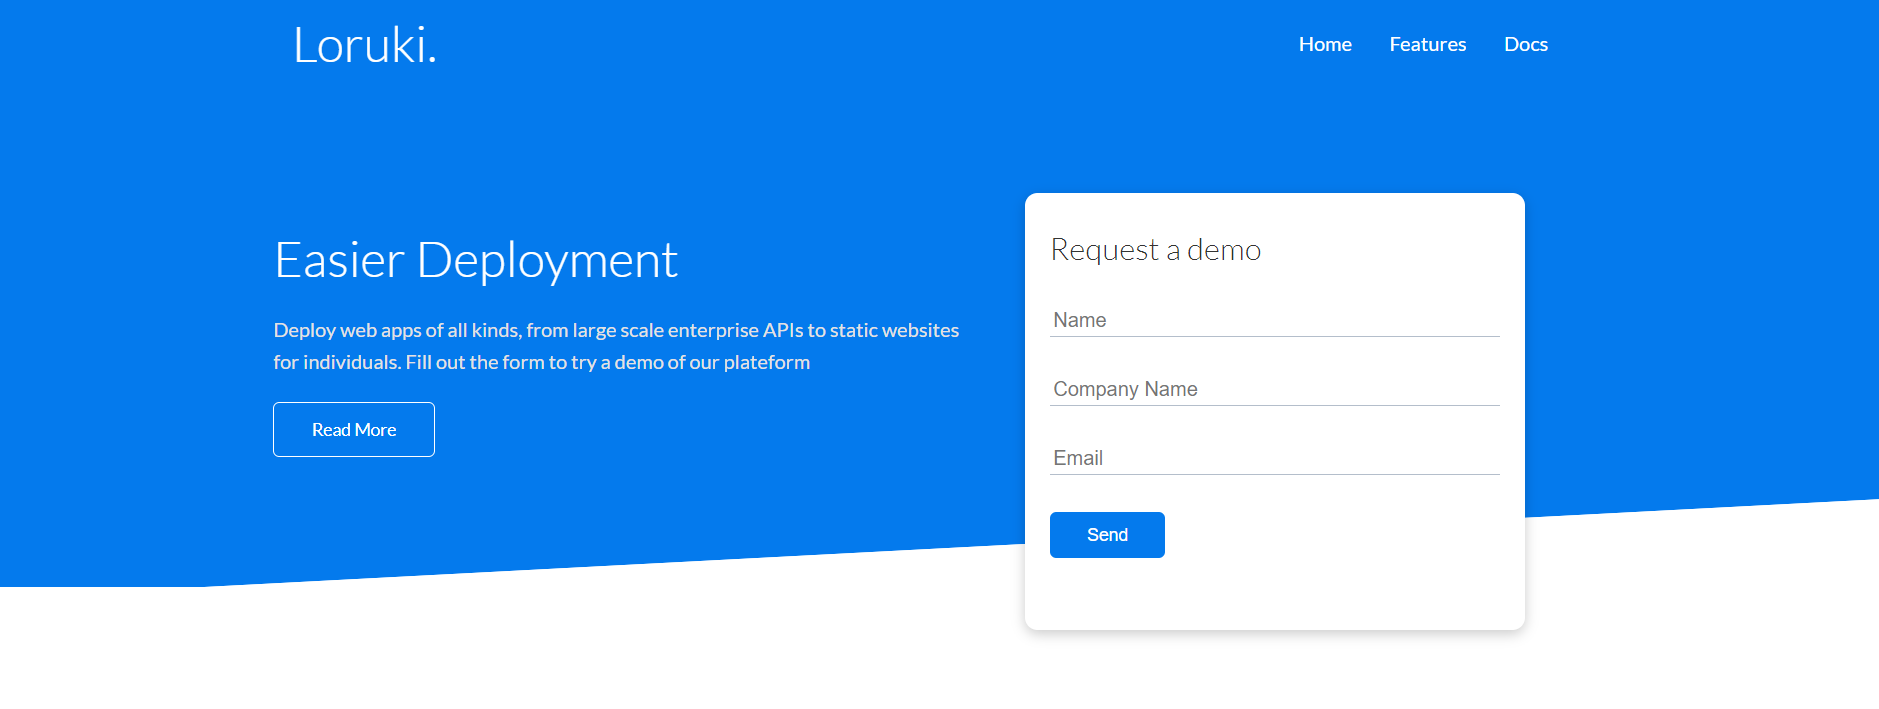 Loruki.
Home
Features
Docs
Easier Deployment
Deploy web apps of all kinds, from large scale enterprise APIs to static websites
for individuals. Fill out the form to try a demo of our plateform
Read More
Request a demo
Name
Company Name
Email
Send